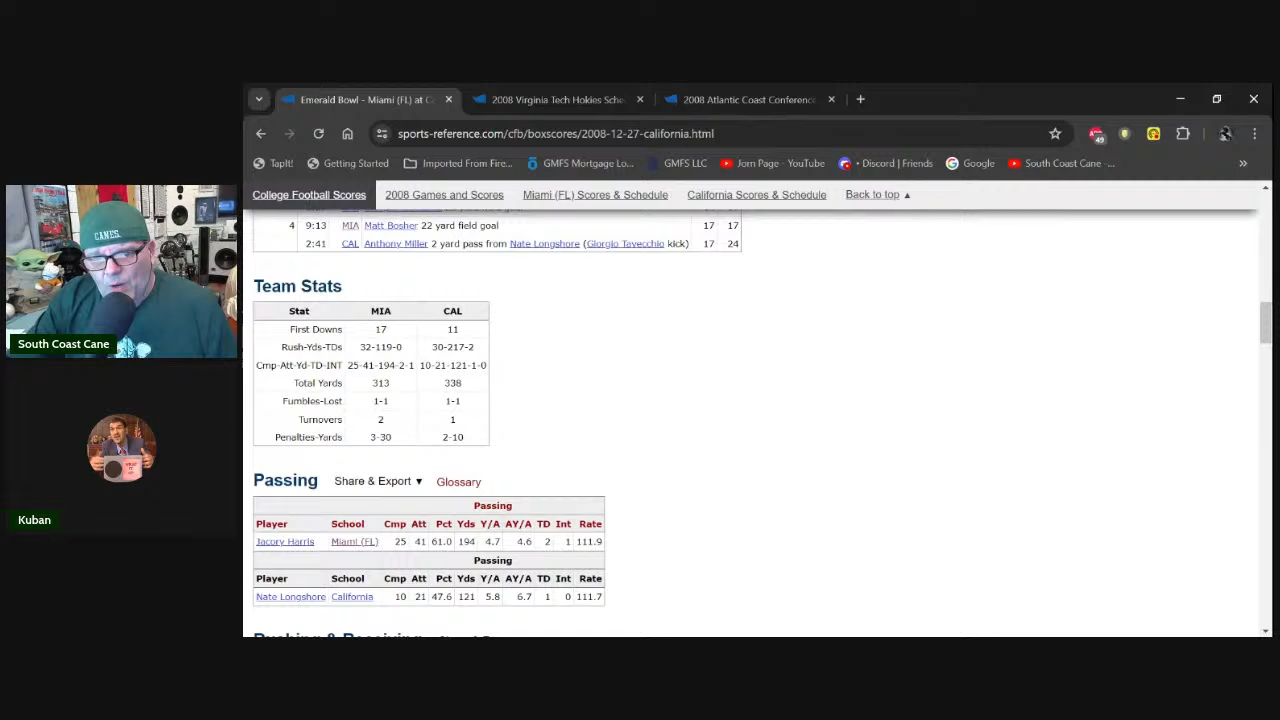 Emerald Bowl - Miami (FL) at C
2008 Virginia Tech Hokies Sche
2008 Atlantic Coast Conference
sports-reference.com/cfb/boxscores/2008-12-27-california.html
49
TapIt!
Getting Started
Imported From Fire...
GMFS Mortgage Lo...
GMFS LLC
Jorn Page - YouTube
• Discord | Friends
Google
South Coast Cane -...
College Football Scores
2008 Games and Scores
Miami (FL) Scores & Schedule
California Scores & Schedule
Back to top ▲
4 9:13 MIA Matt Bosher 22 yard field goal 17 17
2:41 CAL Anthony Miller 2 yard pass from Nate Longshore (Giorgio Tavecchio kick) 17 24
CANES
South Coast Cane
Kuban
Team Stats
Stat MIA CAL
First Downs 17 11
Rush-Yds-TDs 32-119-0 30-217-2
Cmp-Att-Yd-TD-INT 25-41-194-2-1 10-21-121-1-0
Total Yards 313 338
Fumbles-Lost 1-1 1-1
Turnovers 2 1
Penalties-Yards 3-30 2-10
Passing Share & Export ▼ Glossary
Passing
Player School Cmp Att Pct Yds Y/A AY/A TD Int Rate
Jacory Harris Miami (FL) 25 41 61.0 194 4.7 4.6 2 1 111.9
Passing
Player School Cmp Att Pct Yds Y/A AY/A TD Int Rate
Nate Longshore California 10 21 47.6 121 5.8 6.7 1 0 111.7